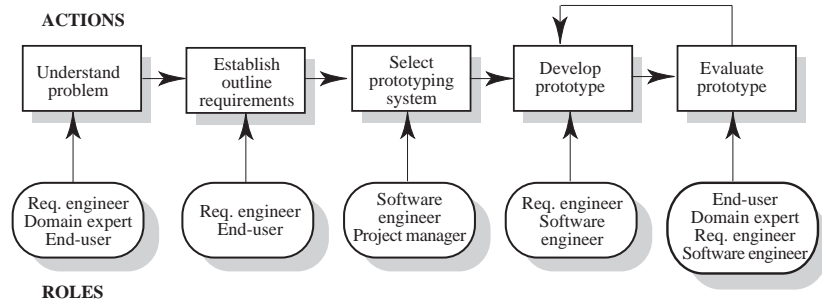 ACTIONS
Understand
problem
Establish
outline
requirements
Select
prototyping
system
Develop
prototype
Evaluate
prototype
Req. engineer
Domain expert
End-user
Req. engineer
End-user
Software
engineer
Project manager
Req. engineer
Software
engineer
End-user
Domain expert
Req. engineer
Software engineer
ROLES